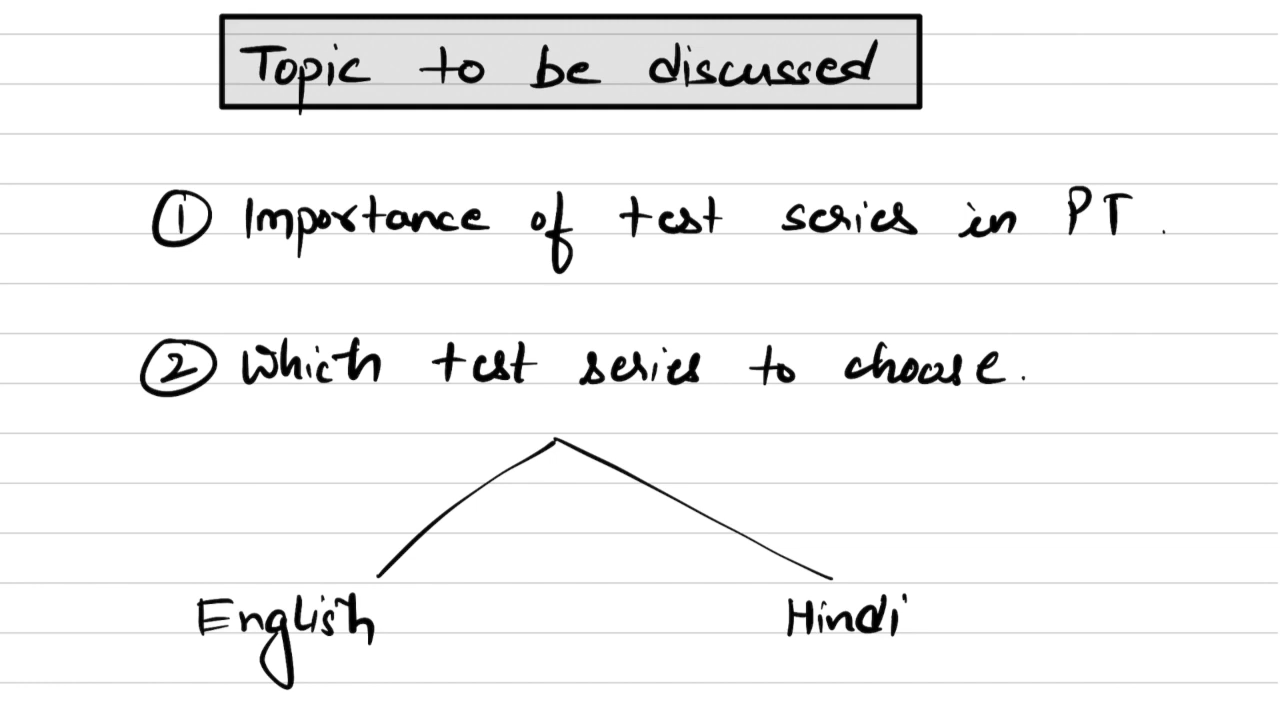 Topic to be discussed
① Importance of test series in PT.
② Which test series to choose.
English Hindi